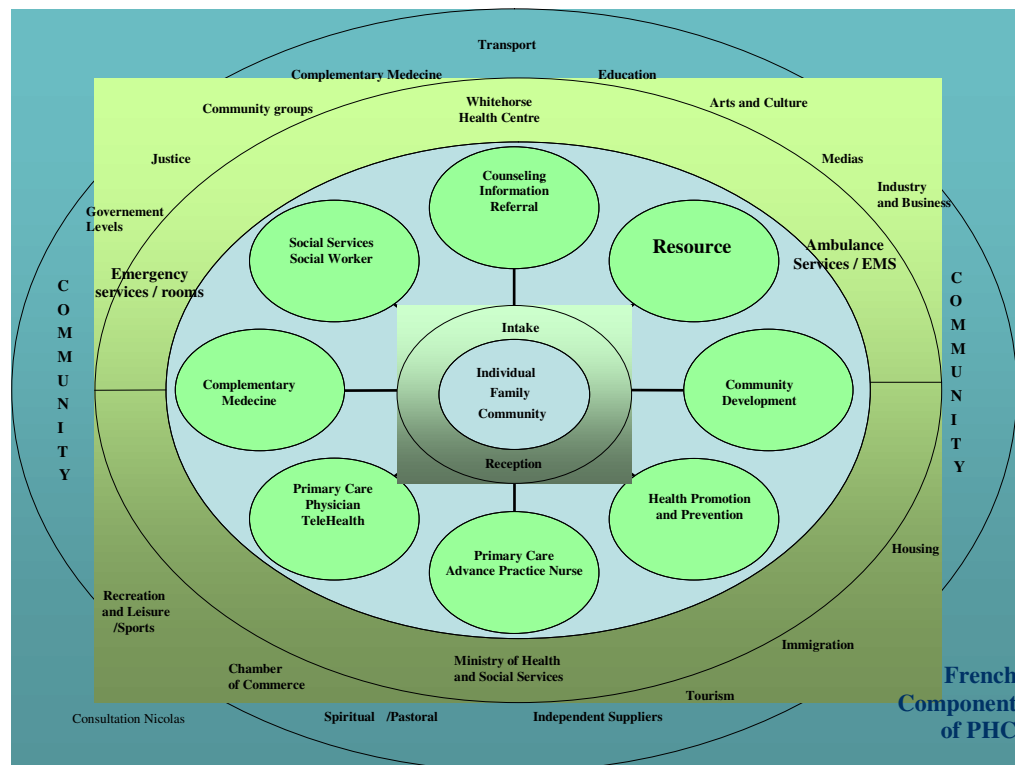 Transport
Complementary Medecine
Education
Community groups
Whitehorse
Health Centre
Arts and Culture
Justice
Medias
Industry
and Business
Governement
Levels
Counseling
Information
Referral
Social Services
Social Worker
Resource
Ambulance
Services / EMS
Emergency
services / rooms
COMMUNITY
COMMUNITY
Intake
Individual
Family
Community
Reception
Complementary
Medecine
Community
Development
Primary Care
Physician
TeleHealth
Health Promotion
and Prevention
Primary Care
Advance Practice Nurse
Housing
Recreation
and Leisure
/Sports
Immigration
Chamber
of Commerce
Ministry of Health
and Social Services
Tourism
French
Component
of PHC
Consultation Nicolas
Spiritual /Pastoral
Independent Suppliers